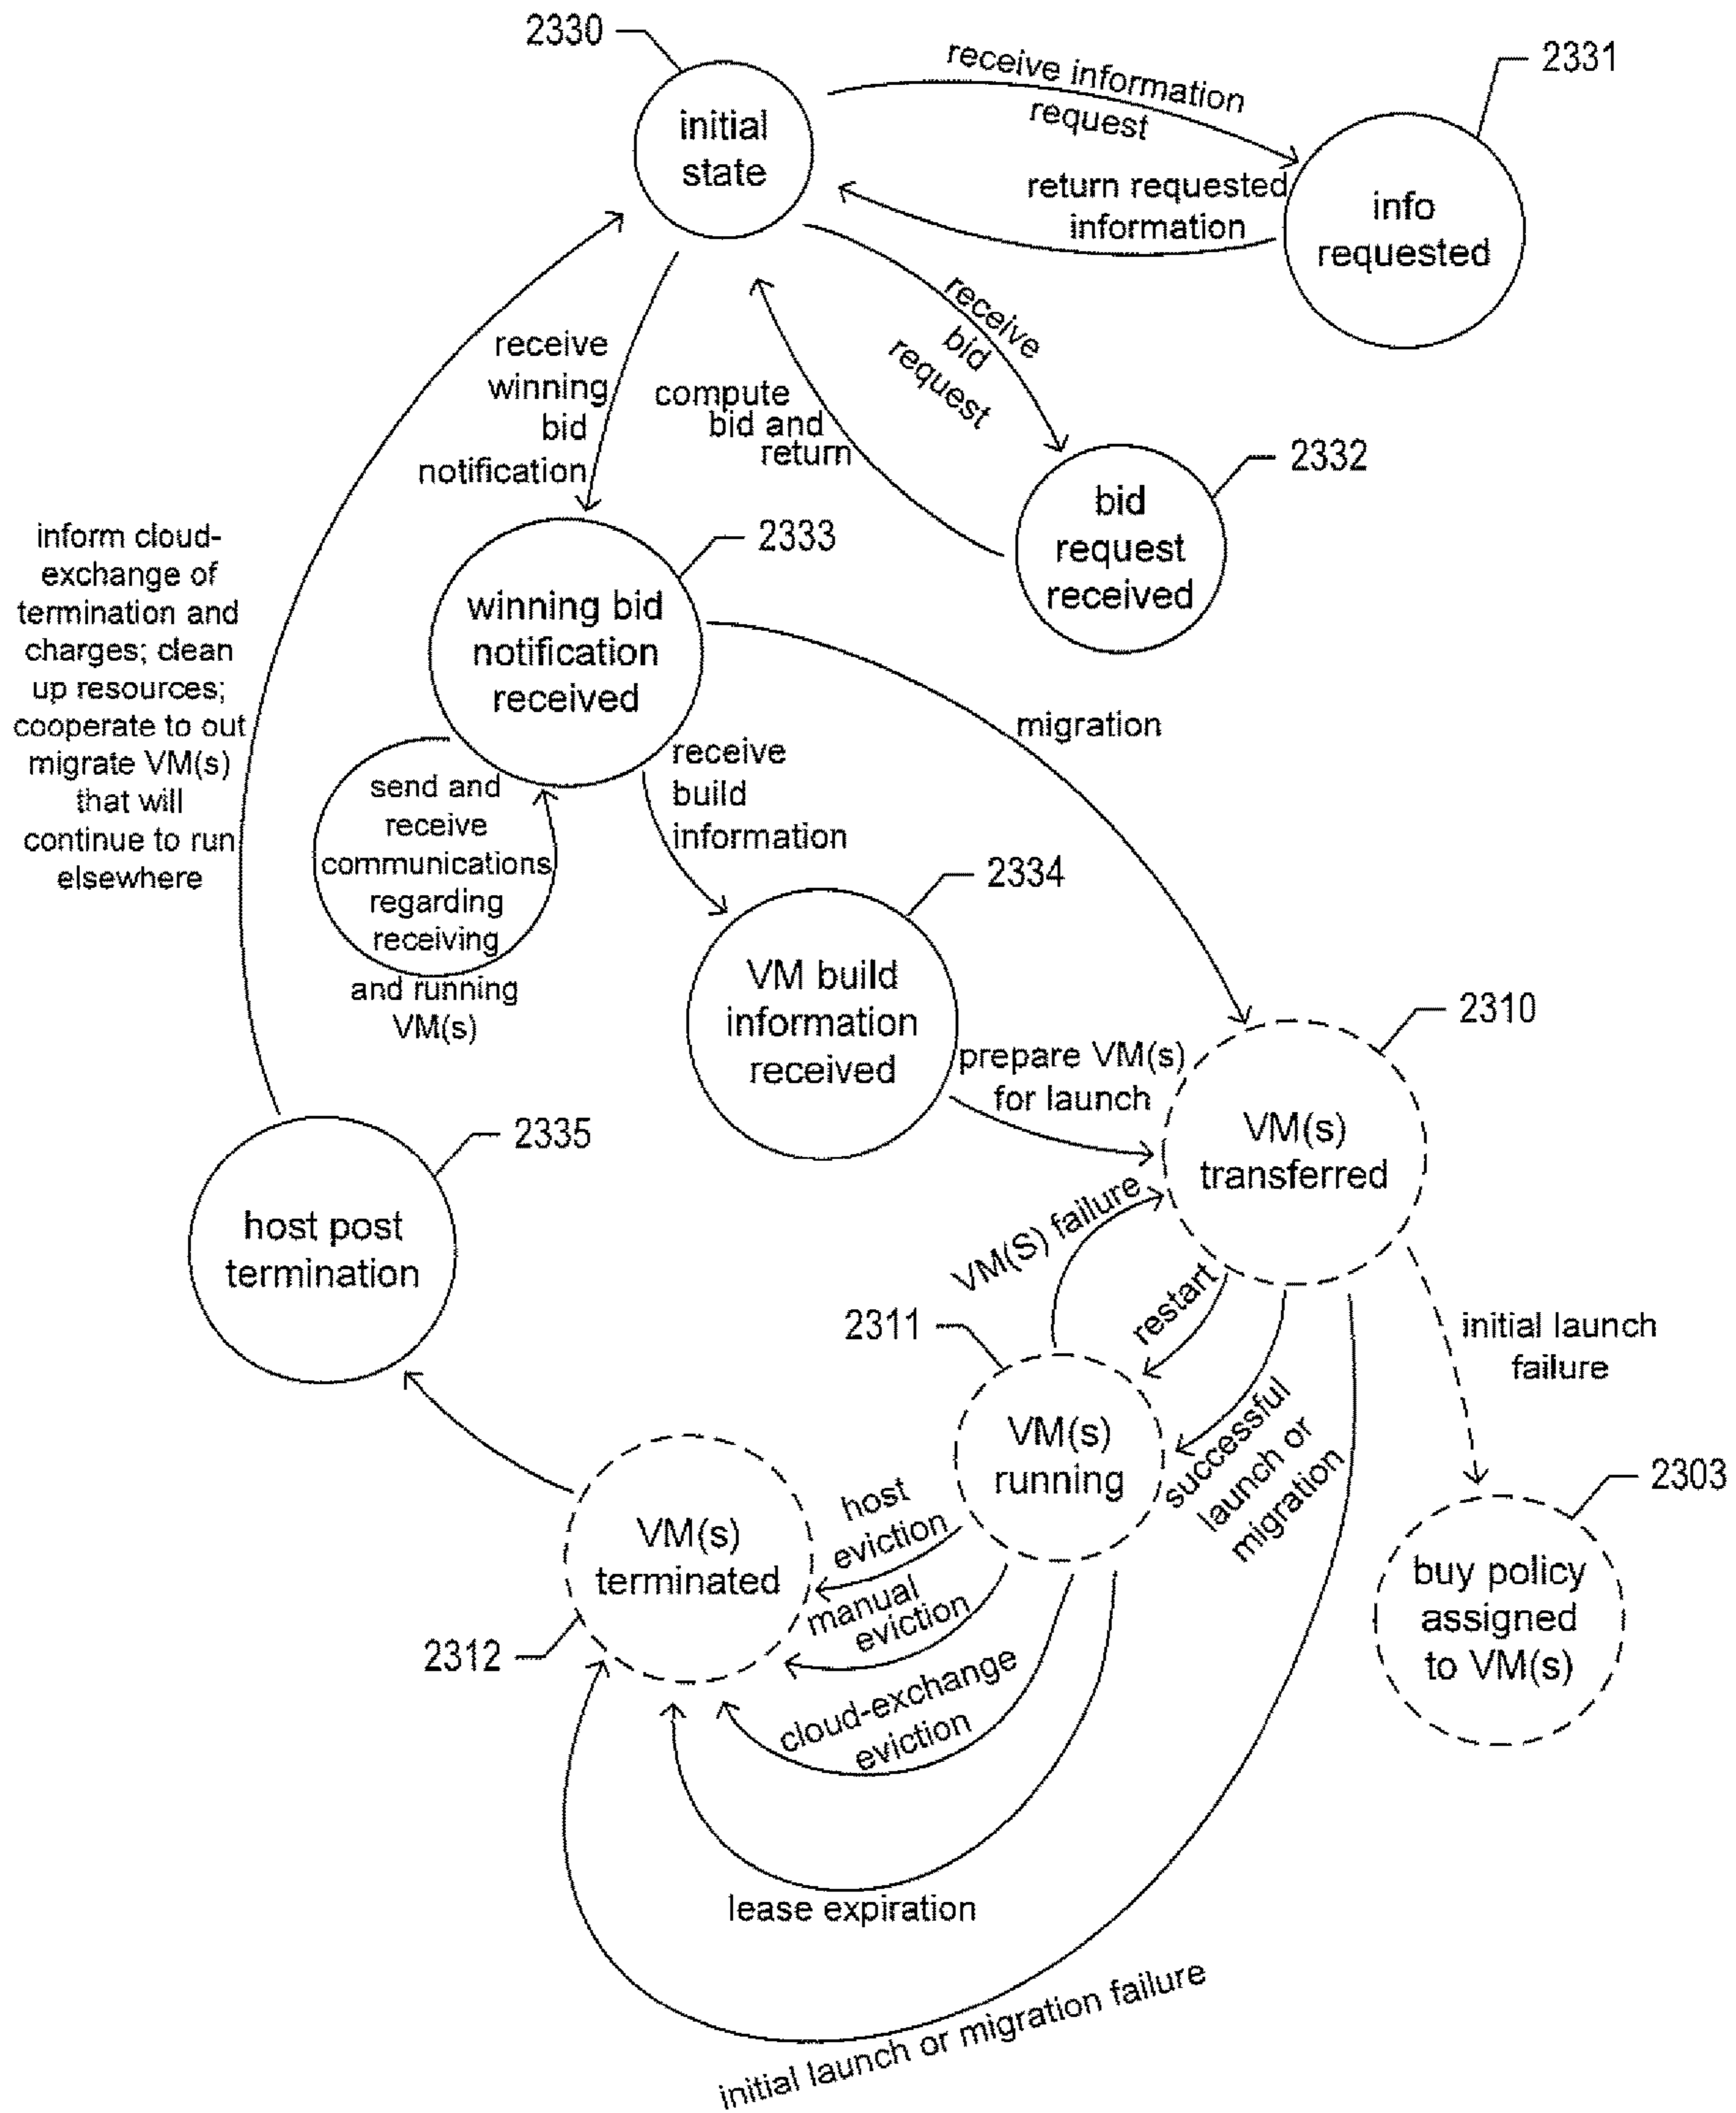 2330
initial
state
receive information
request
2331
return requested
information
info
requested
receive
bid
request
compute
bid and
return
receive
winning
bid
notification
2332
bid
request
received
2333
winning bid
notification
received
inform cloud-
exchange of
termination and
charges; clean
up resources;
cooperate to out
migrate VM(s)
that will
continue to run
elsewhere
migration
receive
build
information
send and
receive
communications
regarding
receiving
and running
VM(s)
2334
VM build
information
received
prepare VM(s)
for launch
2310
VM(s)
transferred
2335
host post
termination
VM(S) failure
restart
initial launch
failure
2311
VM(s)
running
successful
launch or
migration
2303
buy policy
assigned
to VM(s)
host
eviction
VM(s)
terminated
2312
manual
eviction
cloud-exchange
eviction
lease expiration
initial launch or migration failure